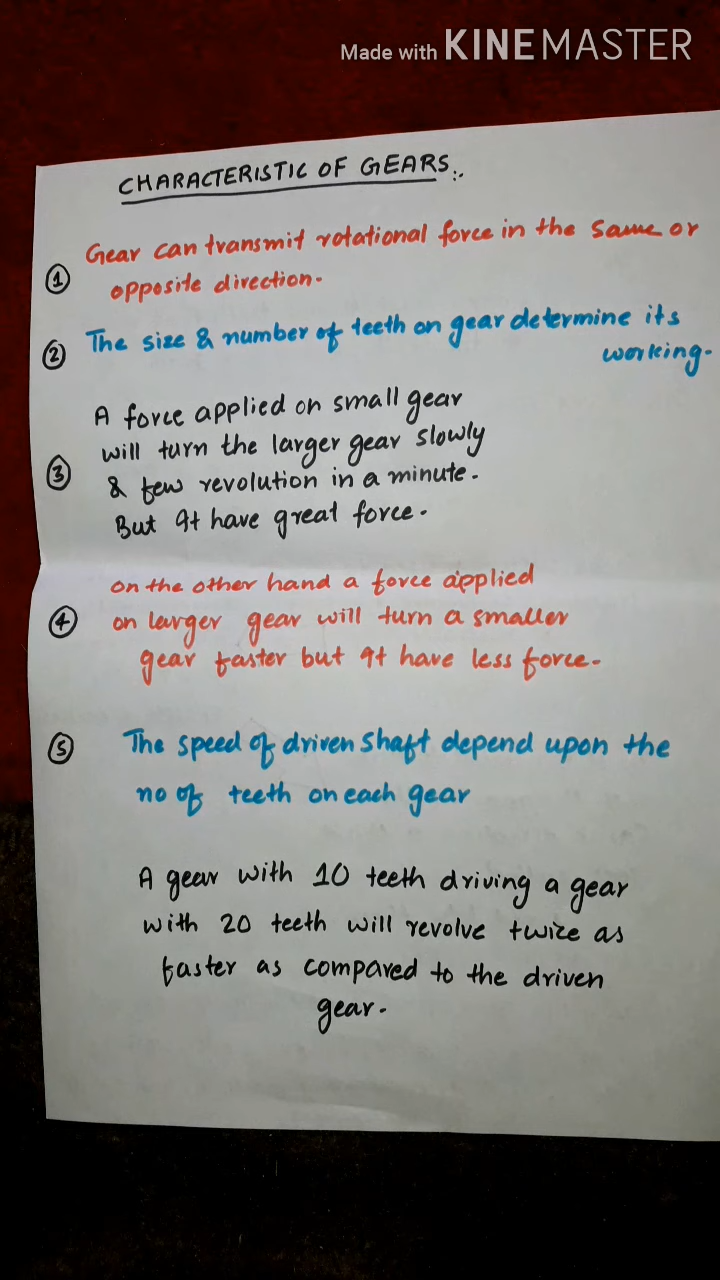 Made with KINEMASTER
CHARACTERISTIC OF GEARS:.
① Gear can transmit rotational force in the same or
opposite direction.
② The size & number of teeth on gear determine its
working.
A force applied on small gear
will turn the larger gear slowly
③ & few revolution in a minute.
But It have great force.
on the other hand a force applied
④ on larger gear will turn a smaller
gear faster but It have less force.
⑤ The speed of driven shaft depend upon the
no of teeth on each gear
A gear with 10 teeth driving a gear
with 20 teeth will revolve twice as
faster as compared to the driven
gear.